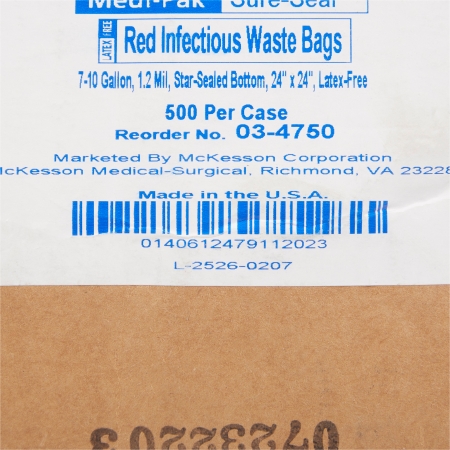 Medi-Pak Sure-Seal
LATEX FREE Red Infectious Waste Bags
7-10 Gallon, 1.2 Mil, Star-Sealed Bottom, 24" x 24", Latex-Free
500 Per Case
Reorder No. 03-4750
Marketed By McKesson Corporation
McKesson Medical-Surgical, Richmond, VA 23228
Made in the U.S.A.
0140612479112023
L-2526-0207